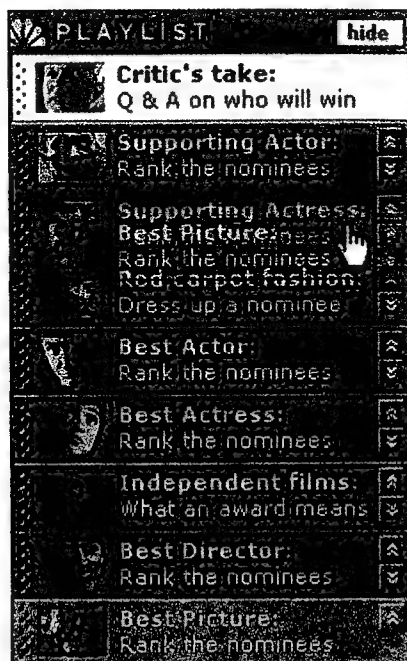 PLAYLIST hide
Critic's take:
Q & A on who will win
Supporting Actor:
Rank the nominees
Supporting Actress:
Best Picture:
Rank the nominees
Red carpet fashion:
Dress up a nominee
Best Actor:
Rank the nominees
Best Actress:
Rank the nominees
Independent films:
What an award means
Best Director:
Rank the nominees
Best Picture:
Rank the nominees